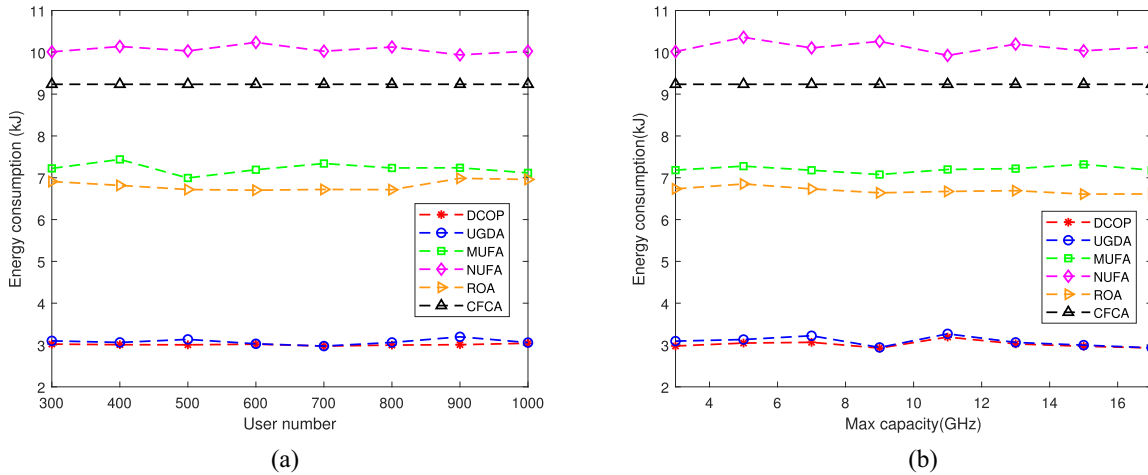 11
10
9
8
7
6
5
4
3
2
Energy consumption (kJ)
DCOP
UGDA
MUFA
NUFA
ROA
CFCA
300 400 500 600 700 800 900 1000
User number
(a)
11
10
9
8
7
6
5
4
3
2
Energy consumption(kJ)
DCOP
UGDA
MUFA
NUFA
ROA
CFCA
4 6 8 10 12 14 16
Max capacity(GHz)
(b)